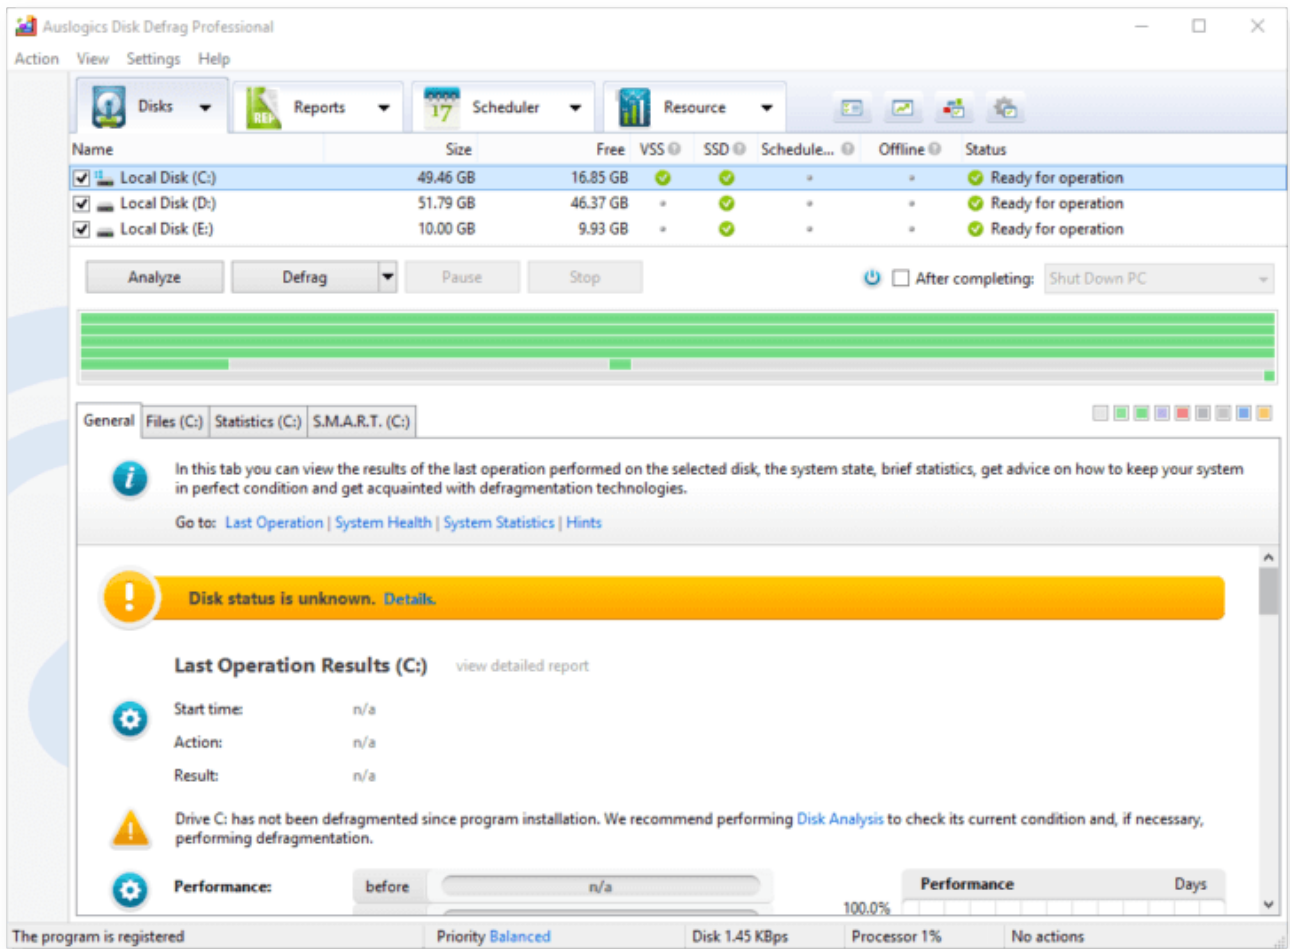 Auslogics Disk Defrag Professional
Action View Settings Help
Disks Reports 17 Scheduler Resource
REP
Name Size Free VSS SSD Schedule... Offline Status
Local Disk (C:) 49.46 GB 16.85 GB Ready for operation
Local Disk (D:) 51.79 GB 46.37 GB Ready for operation
Local Disk (E:) 10.00 GB 9.93 GB Ready for operation
Analyze Defrag Pause Stop After completing: Shut Down PC
General Files (C:) Statistics (C:) S.M.A.R.T. (C:)
In this tab you can view the results of the last operation performed on the selected disk, the system state, brief statistics, get advice on how to keep your system
in perfect condition and get acquainted with defragmentation technologies.
Go to: Last Operation | System Health | System Statistics | Hints
Disk status is unknown. Details.
Last Operation Results (C:) view detailed report
Start time: n/a
Action: n/a
Result: n/a
Drive C: has not been defragmented since program installation. We recommend performing Disk Analysis to check its current condition and, if necessary,
performing defragmentation.
Performance: before n/a Performance Days
100.0%
The program is registered Priority Balanced Disk 1.45 KBps Processor 1% No actions